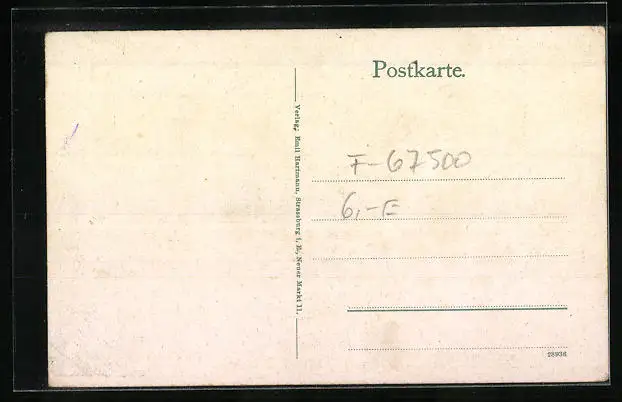 Postkarte.
Verlag: Emil Hartmann, Strassburg i. E., Neuer Markt 11.
F-67500
6,-E
28936